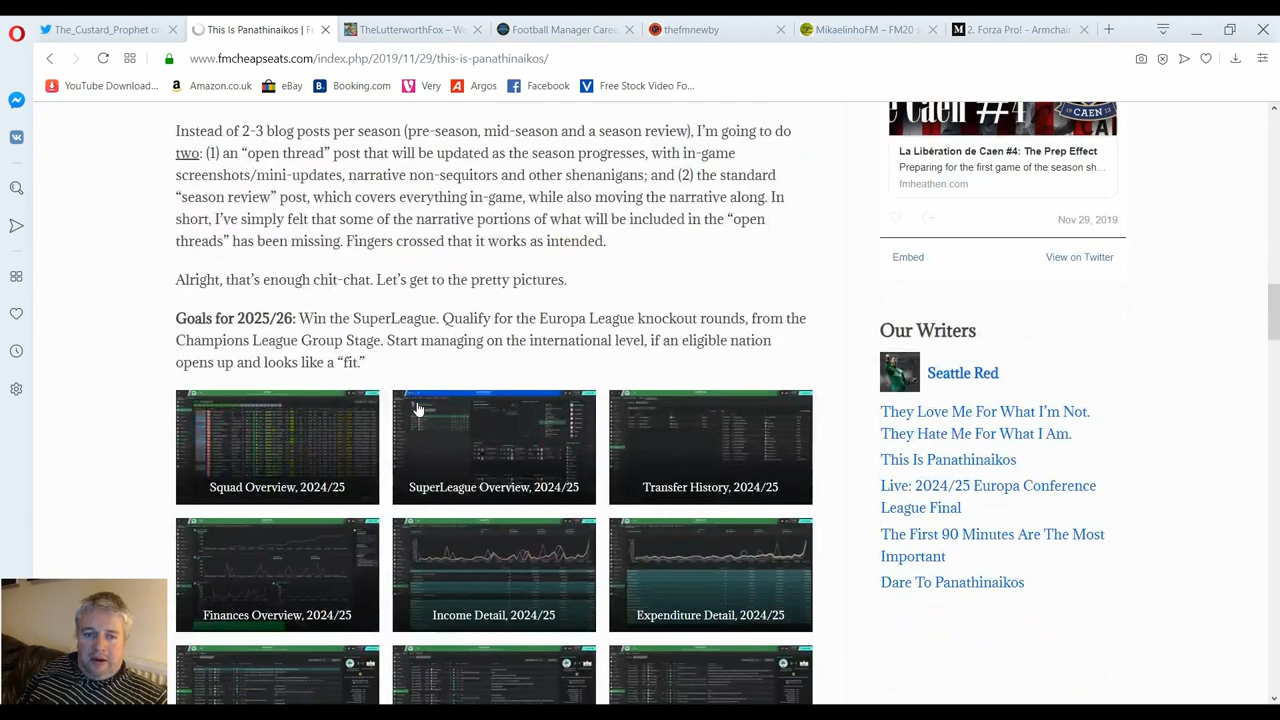 The_Custard_Prophet on
This Is Panathinaikos | F
TheLutterworthFox – W
Football Manager Caree
thefmnewby
MikaelinhoFM – FM20 s
2. Forza Pro! - Armchair
www.fmcheapseats.com/index.php/2019/11/29/this-is-panathinaikos/
YouTube Download...
Amazon.co.uk
eBay
Booking.com
Very
Argos
Facebook
Free Stock Video Fo...
Instead of 2-3 blog posts per season (pre-season, mid-season and a season review), I’m going to do
two: (1) an “open thread” post that will be updated as the season progresses, with in-game
screenshots/mini-updates, narrative non-sequitors and other shenanigans; and (2) the standard
“season review” post, which covers everything in-game, while also moving the narrative along. In
short, I’ve simply felt that some of the narrative portions of what will be included in the “open
threads” has been missing. Fingers crossed that it works as intended.
Alright, that’s enough chit-chat. Let’s get to the pretty pictures.
Goals for 2025/26: Win the SuperLeague. Qualify for the Europa League knockout rounds, from the
Champions League Group Stage. Start managing on the international level, if an eligible nation
opens up and looks like a “fit.”
Squad Overview, 2024/25
SuperLeague Overview, 2024/25
Transfer History, 2024/25
Finances Overview, 2024/25
Income Detail, 2024/25
Expenditure Detail, 2024/25
de Caen #4
CAEN
La Libération de Caen #4: The Prep Effect
Preparing for the first game of the season sh...
fmheathen.com
Nov 29, 2019
Embed
View on Twitter
Our Writers
Seattle Red
They Love Me For What I’m Not.
They Hate Me For What I Am.
This Is Panathinaikos
Live: 2024/25 Europa Conference
League Final
The First 90 Minutes Are The Most
Important
Dare To Panathinaikos